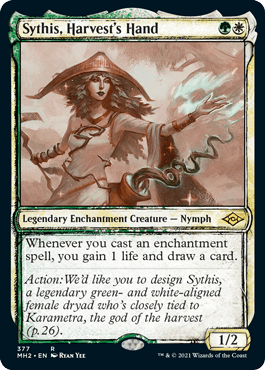 Sythis, Harvest's Hand
Legendary Enchantment Creature — Nymph
Whenever you cast an enchantment
spell, you gain 1 life and draw a card.
Action:We'd like to design Sythis,
a legendary green- and white-aligned
female dryad who's closely tied to
Karametra, the god of the harvest
(p.26).
1/2
377 R
MH2 • EN Ryan Yee
™ & © 2021 Wizards of the Coast